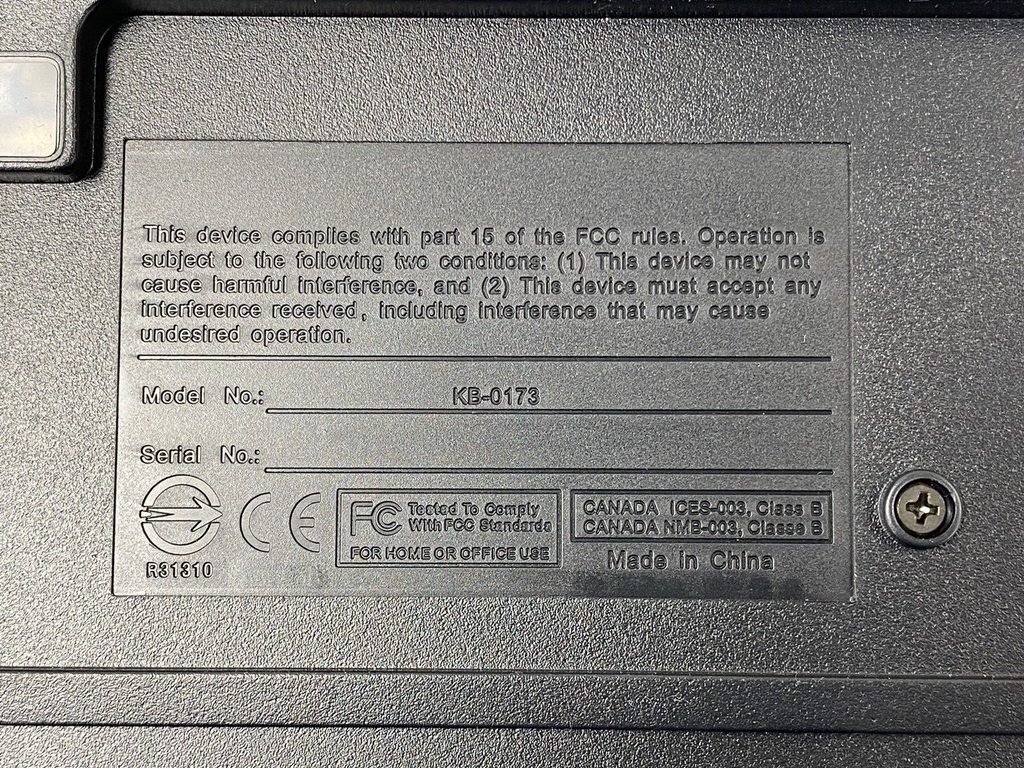 This device complies with part 15 of the FCC rules. Operation is
subject to the following two conditions: (1) This device may not
cause harmful interference, and (2) This device must accept any
interference received, including interference that may cause
undesired operation.
Model No.: KB-0173
Serial No.:
R31310
CE
FC Tested To Comply
With FCC Standards
FOR HOME OR OFFICE USE
CANADA ICES-003, Class B
CANADA NMB-003, Classe B
Made in China